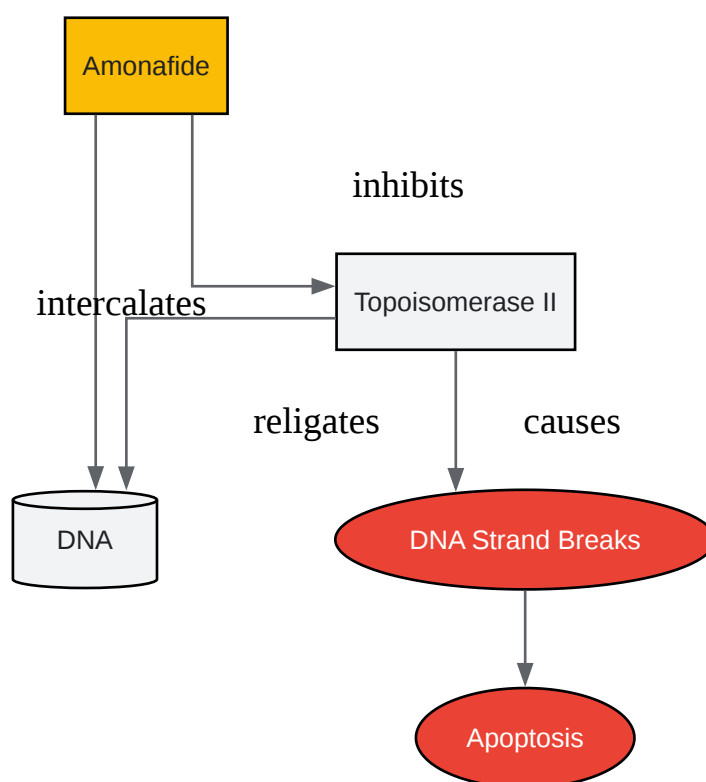 Amonafide
inhibits
intercalates
Topoisomerase II
religates
causes
DNA
DNA Strand Breaks
Apoptosis